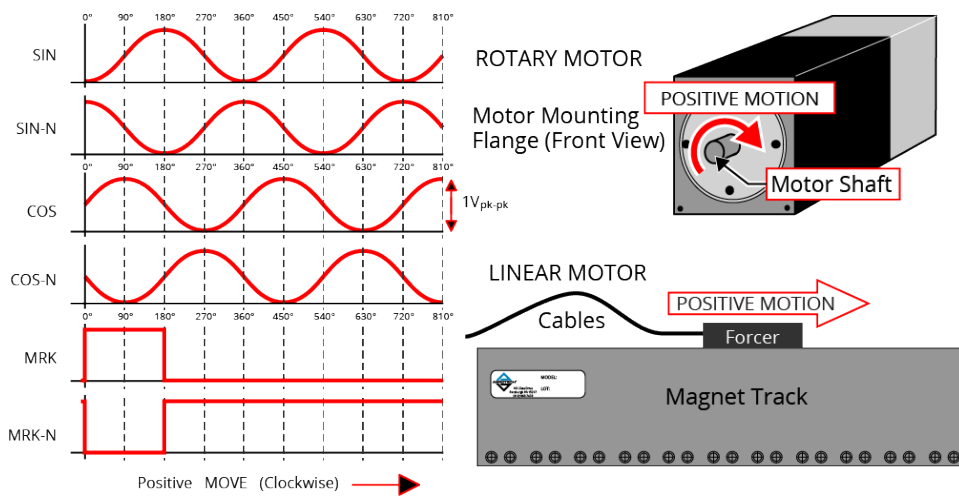 0° 90° 180° 270° 360° 450° 540° 630° 720° 810°
SIN
SIN-N
0° 90° 180° 270° 360° 450° 540° 630° 720° 810°
COS
1Vpk-pk
COS-N
0° 90° 180° 270° 360° 450° 540° 630° 720° 810°
MRK
MRK-N
Positive MOVE (Clockwise)
ROTARY MOTOR
Motor Mounting
Flange (Front View)
POSITIVE MOTION
Motor Shaft
LINEAR MOTOR
Cables
POSITIVE MOTION
Forcer
MODEL:
LOT:
Magnet Track